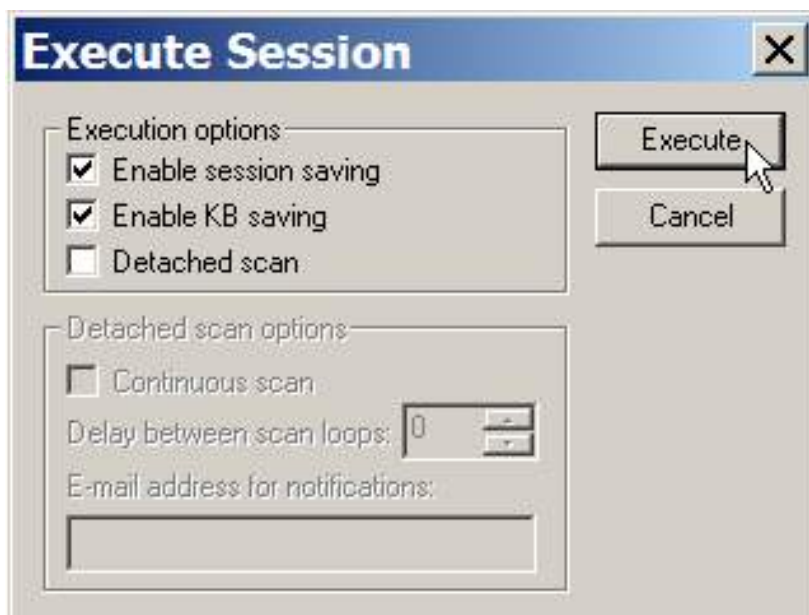 Execute Session
Execution options
Enable session saving
Enable KB saving
Detached scan
Execute
Cancel
Detached scan options
Continuous scan
Delay between scan loops: 0
E-mail address for notifications: